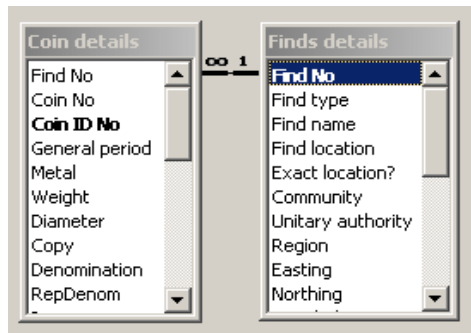 Coin details
Find No
Coin No
Coin ID No
General period
Metal
Weight
Diameter
Copy
Denomination
RepDenom
∞ 1
Finds details
Find No
Find type
Find name
Find location
Exact location?
Community
Unitary authority
Region
Easting
Northing